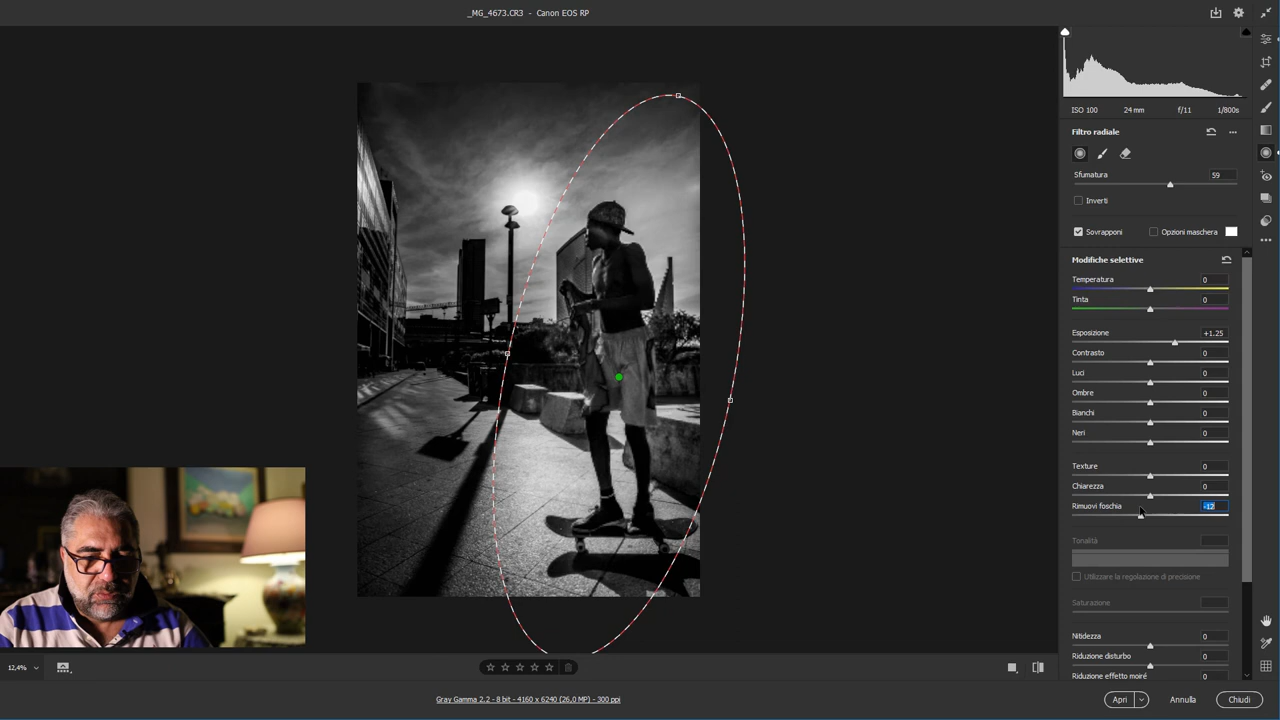 _MG_4673.CR3 - Canon EOS RP
ISO 100 24 mm f/11 1/800s
Filtro radiale
Sfumatura 59
Inverti
Sovrapponi Opzioni maschera
Modifiche selettive
Temperatura 0
Tinta 0
Esposizione +1.25
Contrasto 0
Luci 0
Ombre 0
Bianchi 0
Neri 0
Texture 0
Chiarezza 0
Rimuovi foschia -12
Tonalità
Utilizzare la regolazione di precisione
Saturazione
Nitidezza 0
Riduzione disturbo 0
Riduzione effetto moiré 0
12,4%
Gray Gamma 2,2 - 8 bit - 4160 x 6240 (26,0 MP) - 300 ppi
Apri Annulla Chiudi